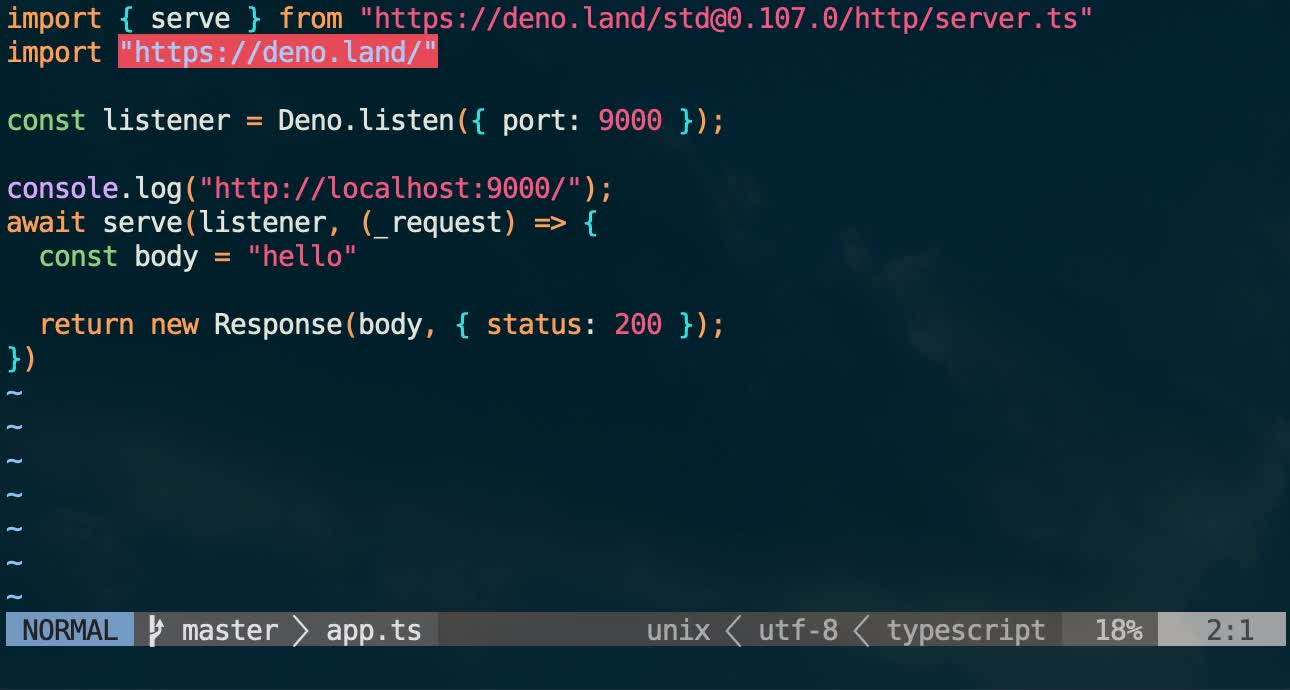 import { serve } from "https://deno.land/std@0.107.0/http/server.ts"
import "https://deno.land/"
const listener = Deno.listen({ port: 9000 });
console.log("http://localhost:9000/");
await serve(listener, (_request) => {
  const body = "hello"
  return new Response(body, { status: 200 });
})
~
~
~
~
~
~
~
NORMAL master app.ts unix utf-8 typescript 18% 2:1